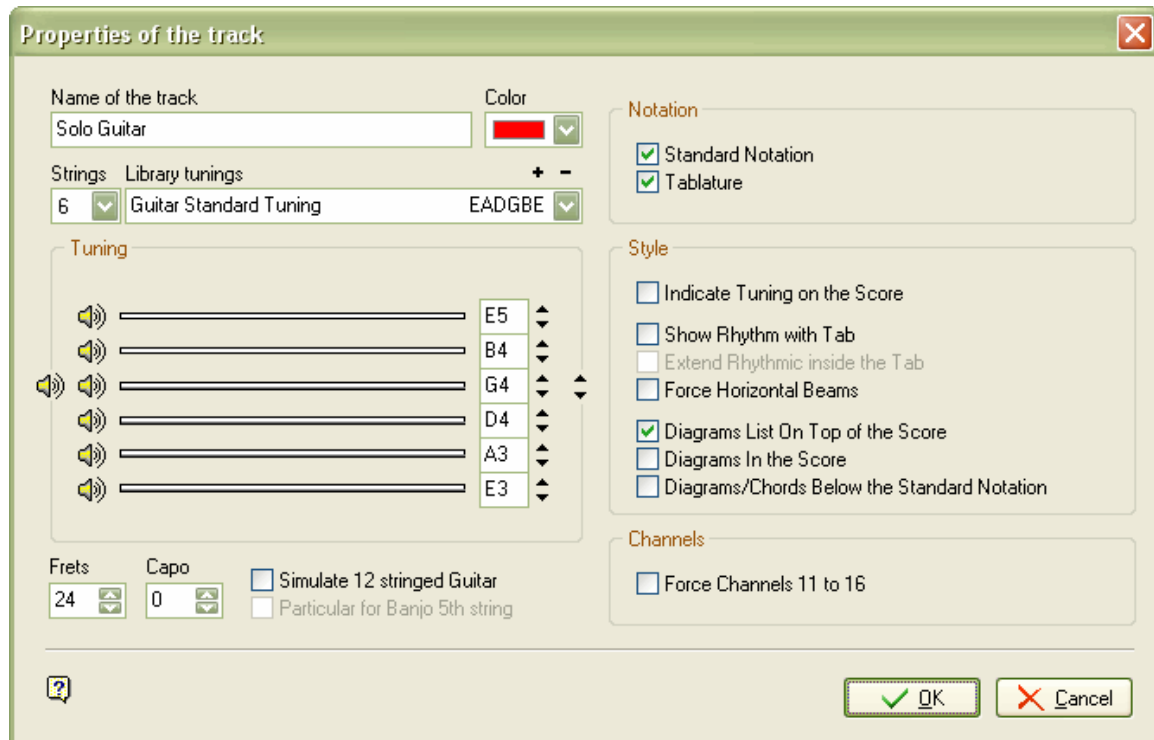 Properties of the track
Name of the track
Color
Solo Guitar
Strings
Library tunings
+ -
6
Guitar Standard Tuning
EADGBE
Tuning
E5
B4
G4
D4
A3
E3
Frets
Capo
24
0
Simulate 12 stringed Guitar
Particular for Banjo 5th string
Notation
Standard Notation
Tablature
Style
Indicate Tuning on the Score
Show Rhythm with Tab
Extend Rhythmic inside the Tab
Force Horizontal Beams
Diagrams List On Top of the Score
Diagrams In the Score
Diagrams/Chords Below the Standard Notation
Channels
Force Channels 11 to 16
?
OK
Cancel